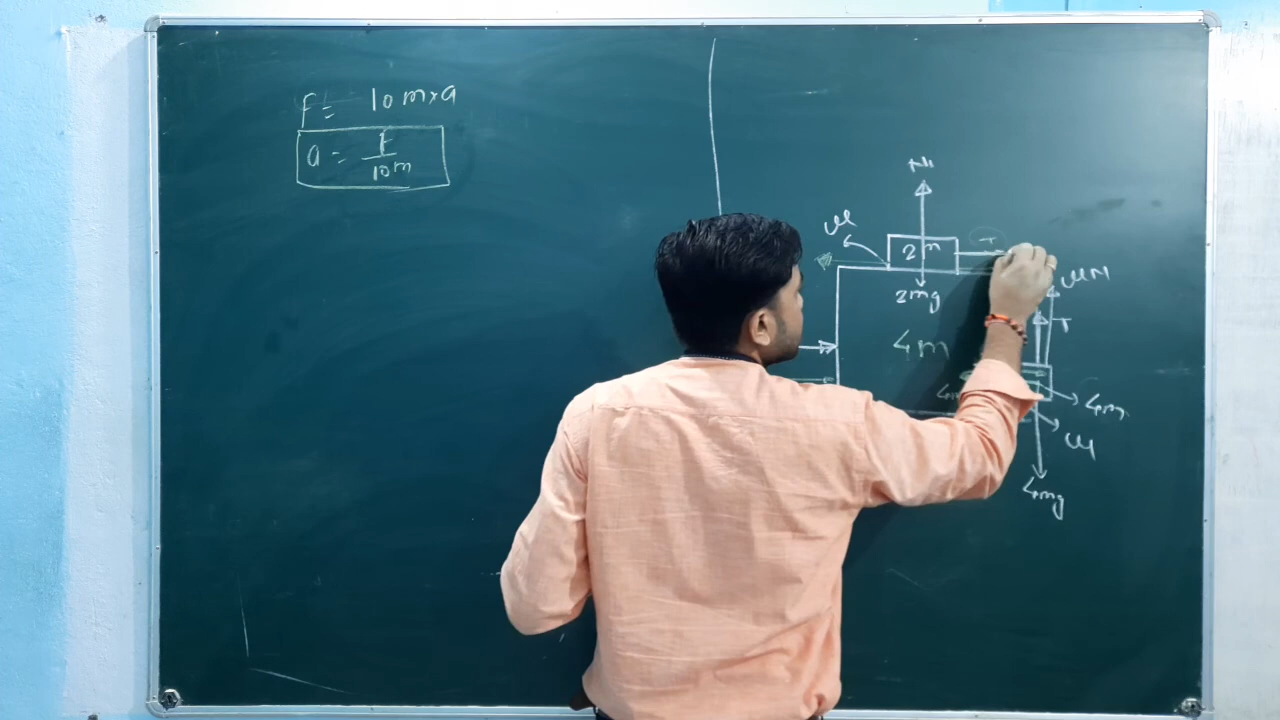 F = 10m×a
a = F/10m
N
μ
2m
T
2mg
μN
T
4m
4m
μ
4mg